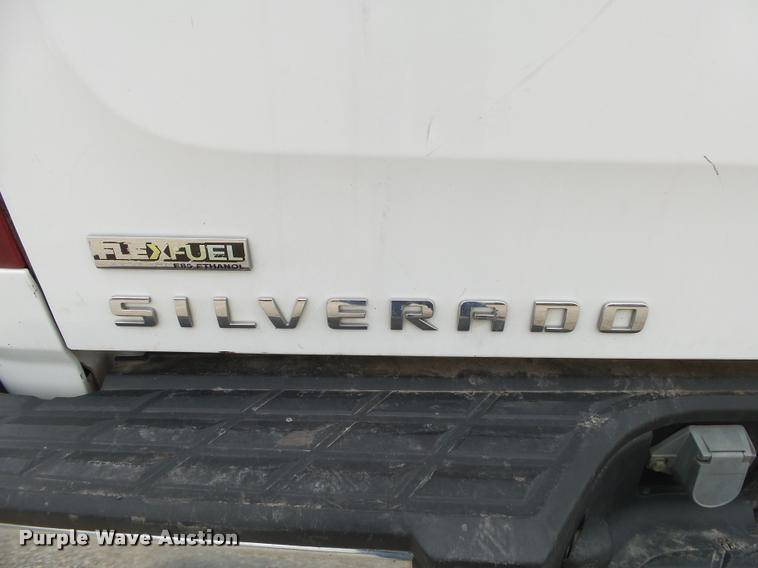 FLEXFUEL
E85 ETHANOL
SILVERADO
Purple Wave Auction